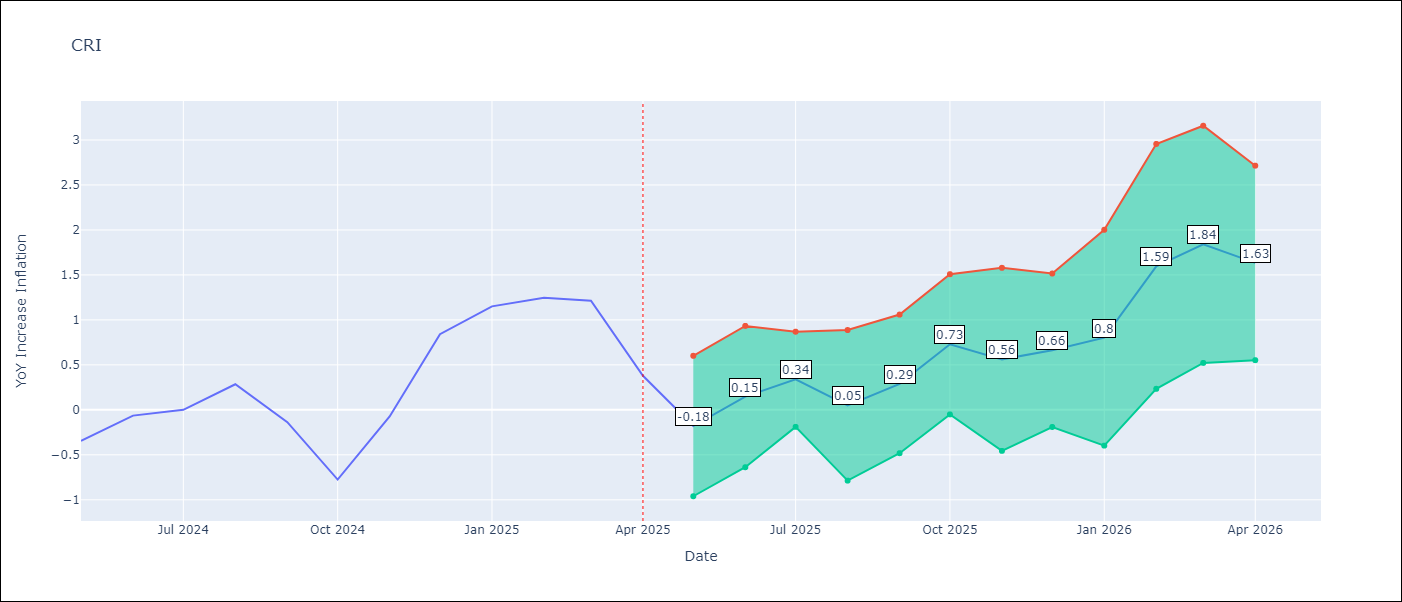 CRI
YoY Increase Inflation
3
2.5
2
1.5
1
0.5
0
−0.5
−1
-0.18
0.15
0.34
0.05
0.29
0.73
0.56
0.66
0.8
1.59
1.84
1.63
Jul 2024
Oct 2024
Jan 2025
Apr 2025
Jul 2025
Oct 2025
Jan 2026
Apr 2026
Date